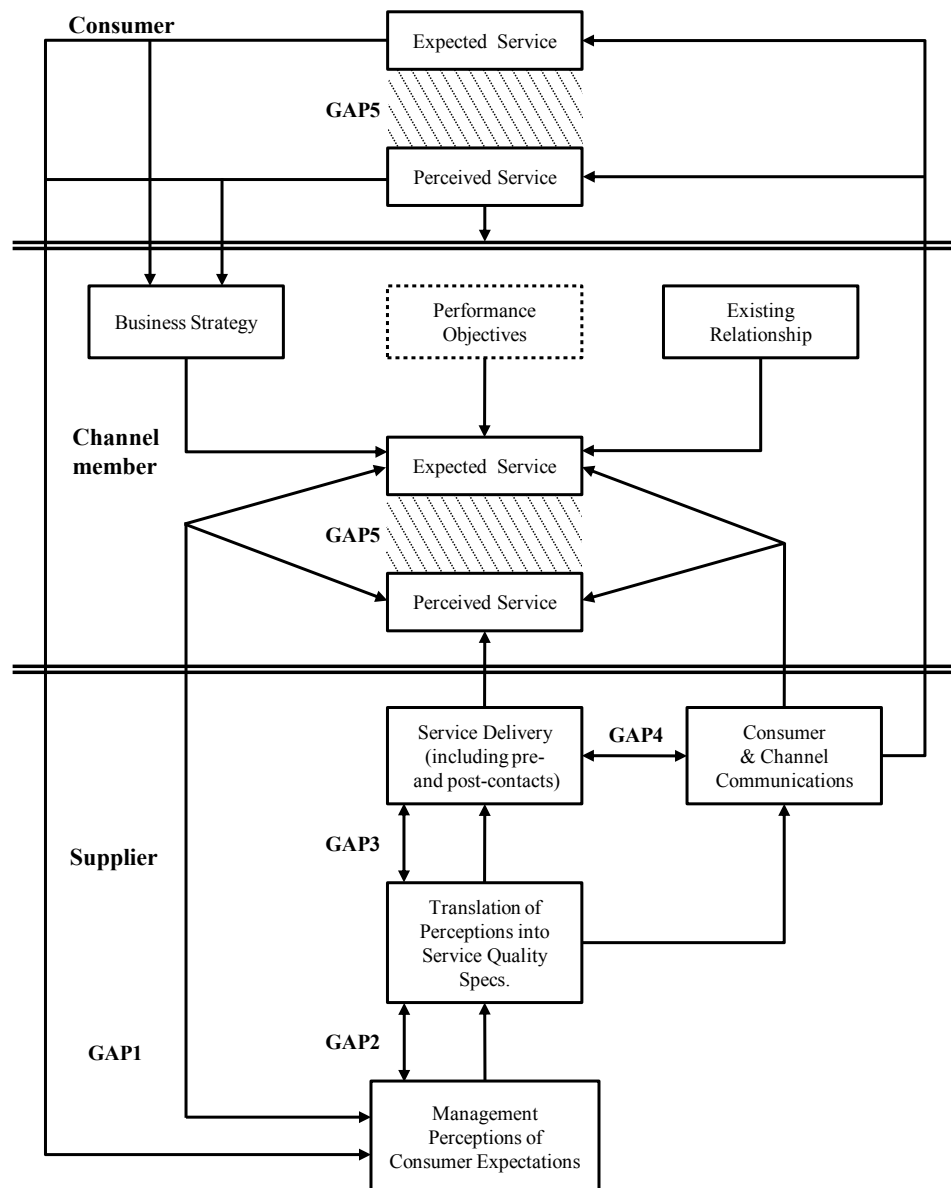 Consumer
Expected Service
GAP5
Perceived Service
Business Strategy
Performance
Objectives
Existing
Relationship
Channel
member
Expected Service
GAP5
Perceived Service
Service Delivery
(including pre-
and post-contacts)
GAP4
Consumer
& Channel
Communications
GAP3
Supplier
Translation of
Perceptions into
Service Quality
Specs.
GAP2
GAP1
Management
Perceptions of
Consumer Expectations